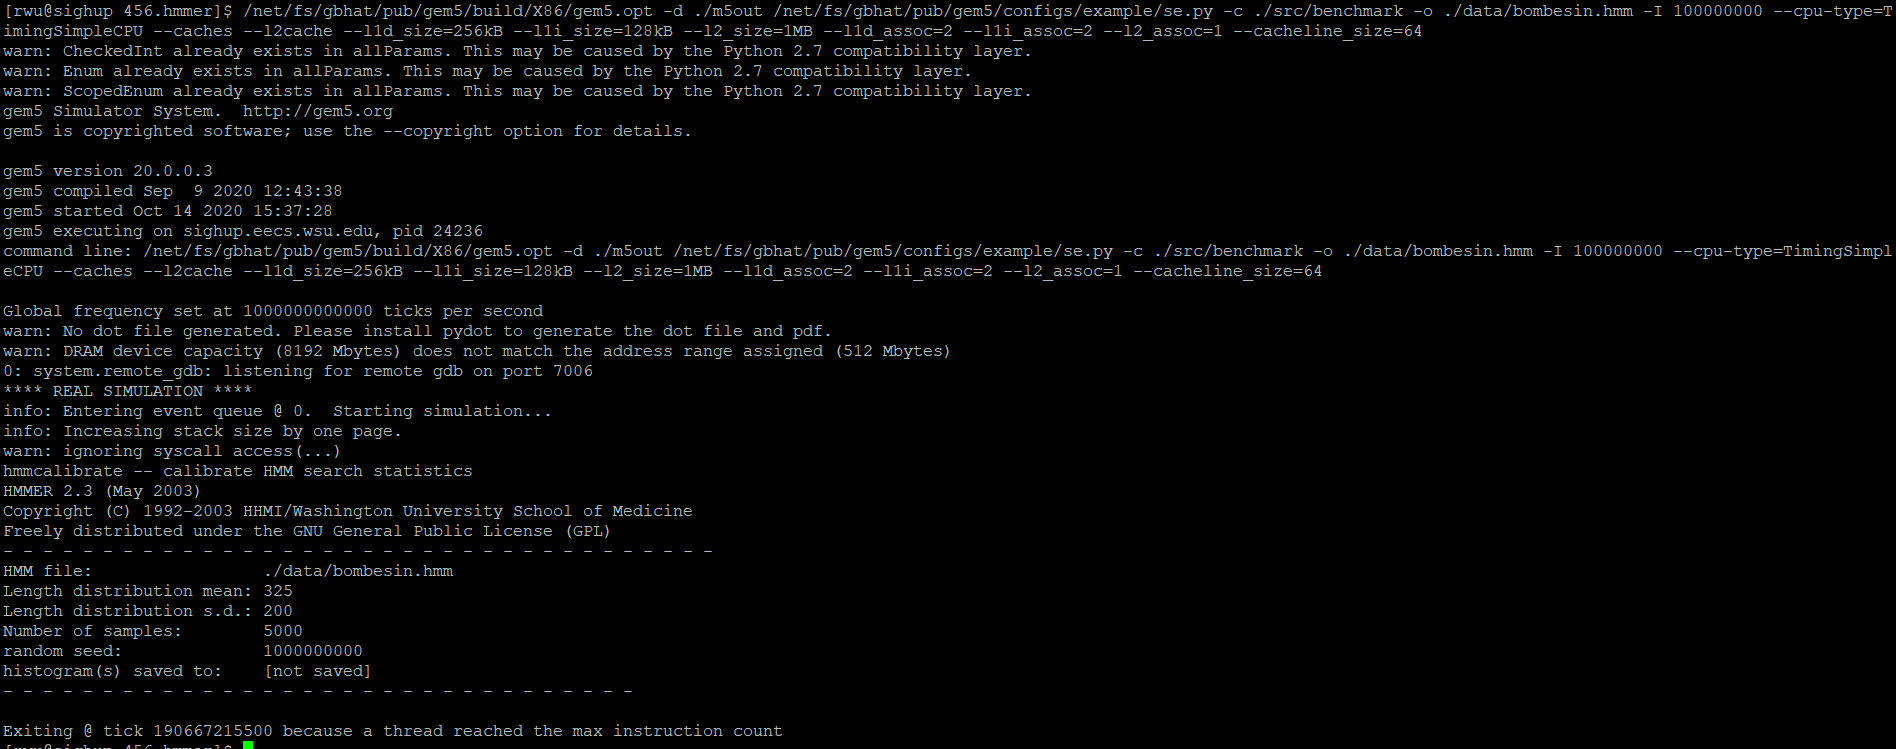 [rwu@sighup 456.hmmer]$ /net/fs/gbhat/pub/gem5/build/X86/gem5.opt -d ./m5out /net/fs/gbhat/pub/gem5/configs/example/se.py -c ./src/benchmark -o ./data/bombesin.hmm -I 100000000 --cpu-type=T
imingSimpleCPU --caches --l2cache --l1d_size=256kB --l1i_size=128kB --l2_size=1MB --l1d_assoc=2 --l1i_assoc=2 --l2_assoc=1 --cacheline_size=64
warn: CheckedInt already exists in allParams. This may be caused by the Python 2.7 compatibility layer.
warn: Enum already exists in allParams. This may be caused by the Python 2.7 compatibility layer.
warn: ScopedEnum already exists in allParams. This may be caused by the Python 2.7 compatibility layer.
gem5 Simulator System.  http://gem5.org
gem5 is copyrighted software; use the --copyright option for details.
gem5 version 20.0.0.3
gem5 compiled Sep  9 2020 12:43:38
gem5 started Oct 14 2020 15:37:28
gem5 executing on sighup.eecs.wsu.edu, pid 24236
command line: /net/fs/gbhat/pub/gem5/build/X86/gem5.opt -d ./m5out /net/fs/gbhat/pub/gem5/configs/example/se.py -c ./src/benchmark -o ./data/bombesin.hmm -I 100000000 --cpu-type=TimingSimpl
eCPU --caches --l2cache --l1d_size=256kB --l1i_size=128kB --l2_size=1MB --l1d_assoc=2 --l1i_assoc=2 --l2_assoc=1 --cacheline_size=64
Global frequency set at 1000000000000 ticks per second
warn: No dot file generated. Please install pydot to generate the dot file and pdf.
warn: DRAM device capacity (8192 Mbytes) does not match the address range assigned (512 Mbytes)
0: system.remote_gdb: listening for remote gdb on port 7006
**** REAL SIMULATION ****
info: Entering event queue @ 0.  Starting simulation...
info: Increasing stack size by one page.
warn: ignoring syscall access(...)
hmmcalibrate -- calibrate HMM search statistics
HMMER 2.3 (May 2003)
Copyright (C) 1992-2003 HHMI/Washington University School of Medicine
Freely distributed under the GNU General Public License (GPL)
- - - - - - - - - - - - - - - - - - - - - - - - - - - - - - - - - - - -
HMM file:                 ./data/bombesin.hmm
Length distribution mean: 325
Length distribution s.d.: 200
Number of samples:        5000
random seed:              1000000000
histogram(s) saved to:    [not saved]
- - - - - - - - - - - - - - - - - - - - - - - - - - - - - - - -
Exiting @ tick 190667215500 because a thread reached the max instruction count
[rwu@sighup 456.hmmer]$